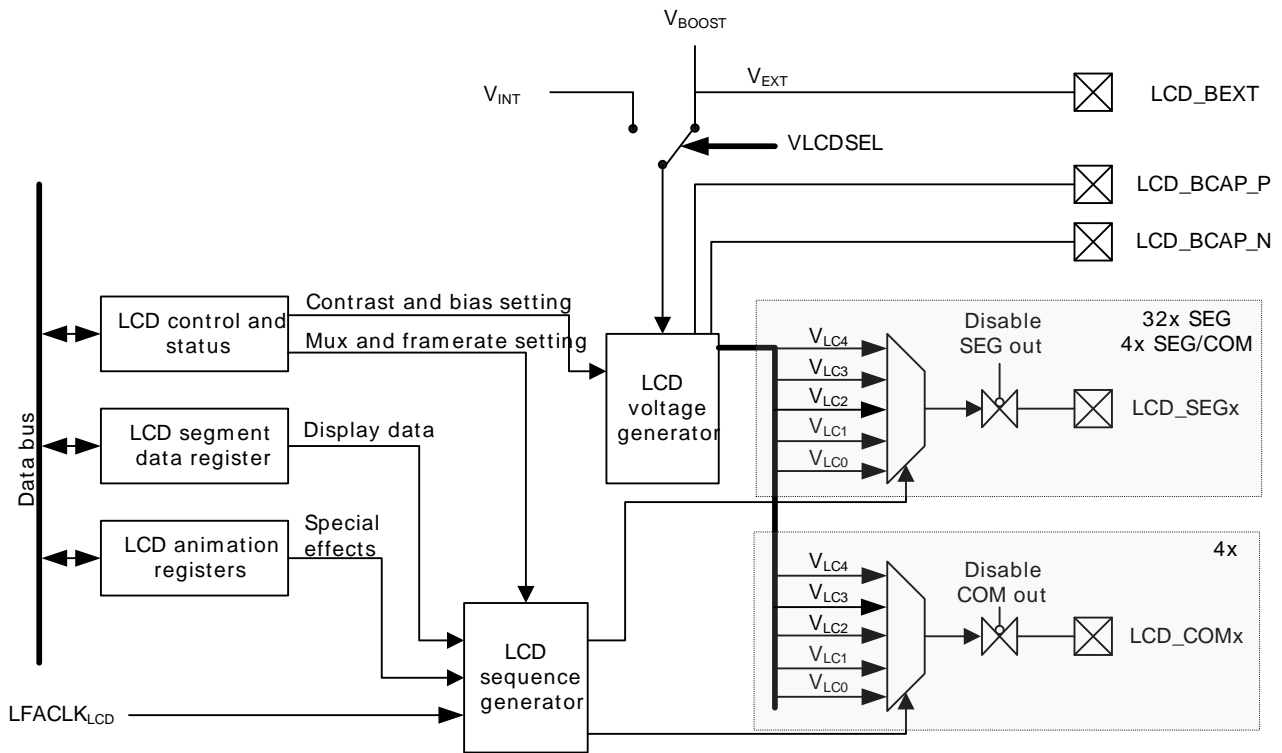 VBOOST
VEXT
VINT
LCD_BEXT
VLCDSEL
LCD_BCAP_P
LCD_BCAP_N
Data bus
LCD control and
status
Contrast and bias setting
Mux and framerate setting
LCD segment
data register
Display data
LCD animation
registers
Special
effects
LFACLKLCD
LCD
voltage
generator
LCD
sequence
generator
32x SEG
4x SEG/COM
Disable
SEG out
VLC4
VLC3
VLC2
VLC1
VLC0
LCD_SEGx
4x
Disable
COM out
VLC4
VLC3
VLC2
VLC1
VLC0
LCD_COMx